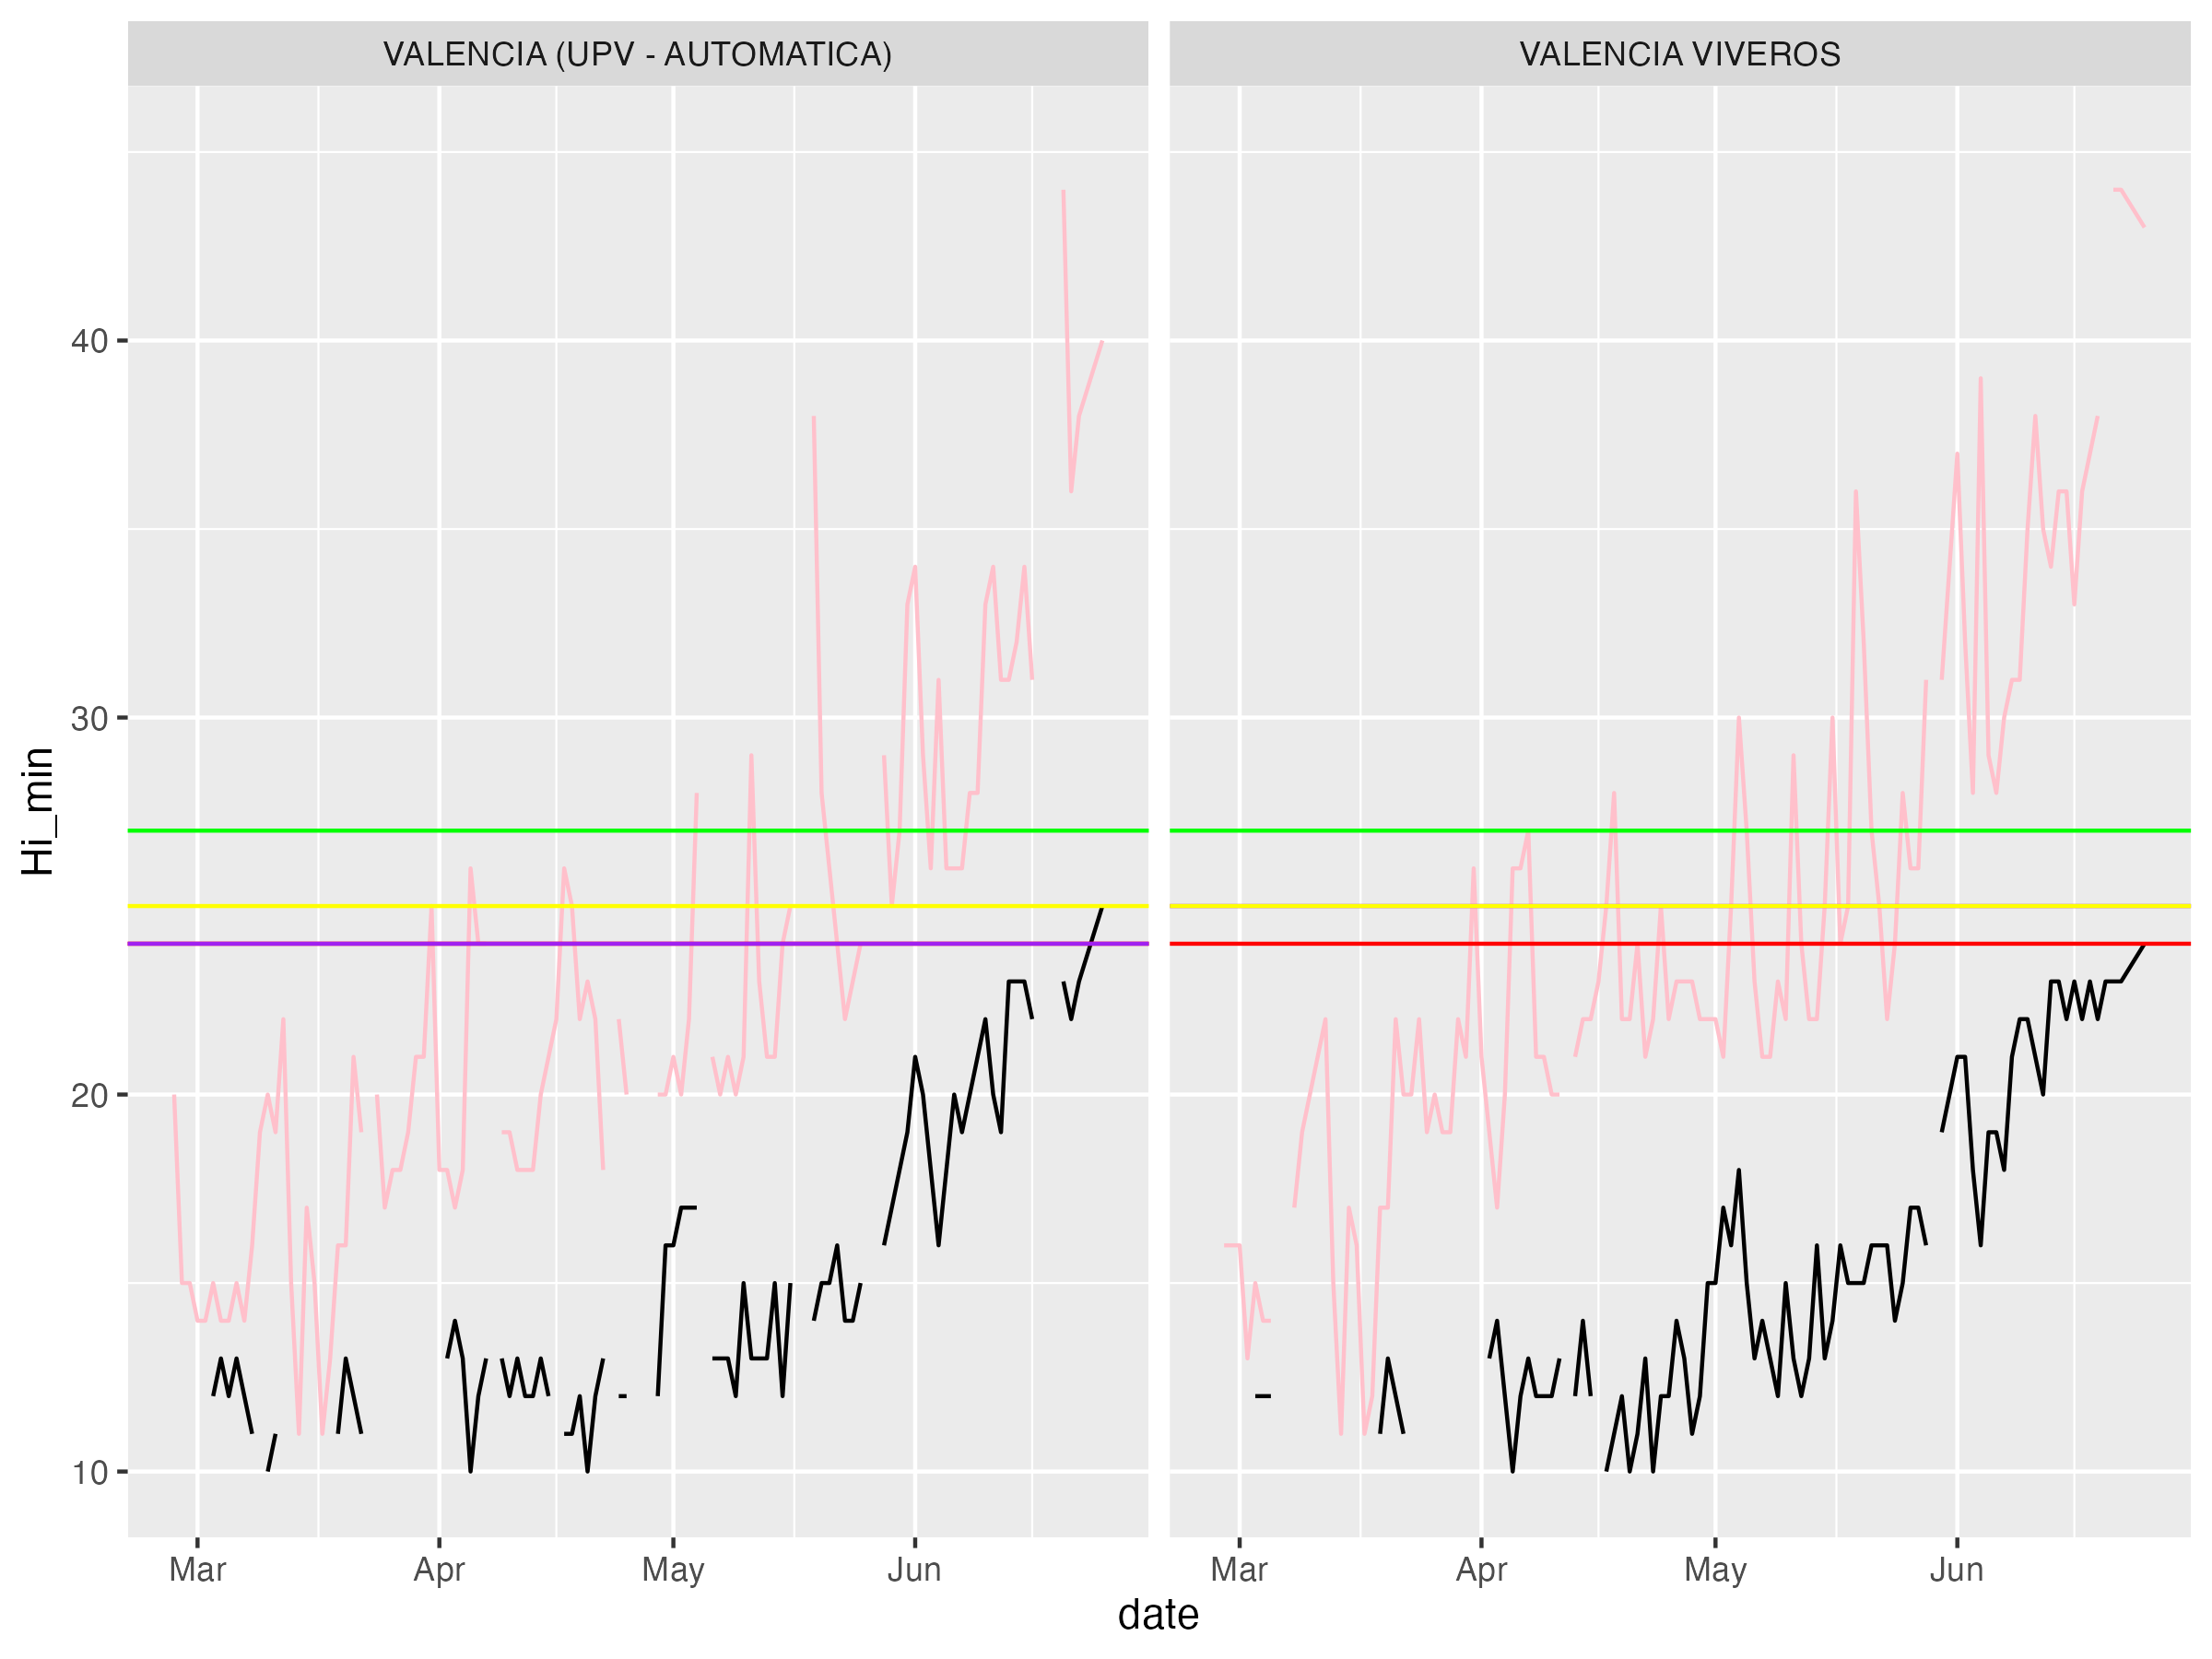 VALENCIA (UPV - AUTOMATICA)
VALENCIA VIVEROS
Hi_min
40
30
20
10
Mar Apr May Jun
Mar Apr May Jun
date